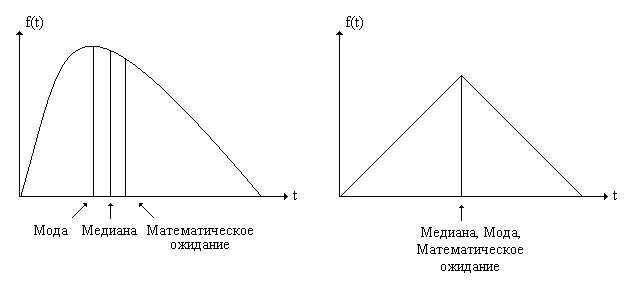 f(t)
t
Мода
Медиана
Математическое
ожидание
f(t)
t
Медиана, Мода,
Математическое
ожидание